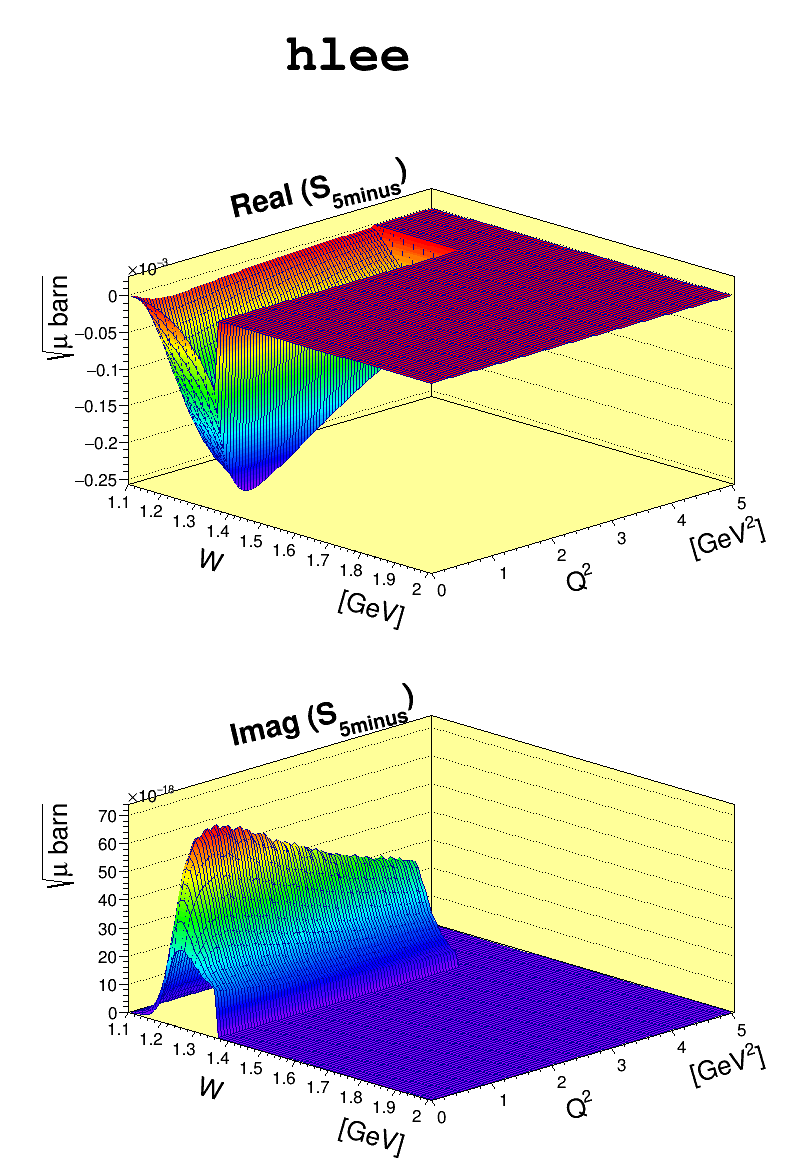 hlee
Real (S5minus)
×10−3
√μ barn
0
−0.05
−0.1
−0.15
−0.2
−0.25
1.1 1.2 1.3 1.4 1.5 1.6 1.7 1.8 1.9 2
W
[GeV]
0 1 2 3 4 5
Q2
[GeV2]
Imag (S5minus)
×10−18
√μ barn
70
60
50
40
30
20
10
0
1.1 1.2 1.3 1.4 1.5 1.6 1.7 1.8 1.9 2
W
[GeV]
0 1 2 3 4 5
Q2
[GeV2]